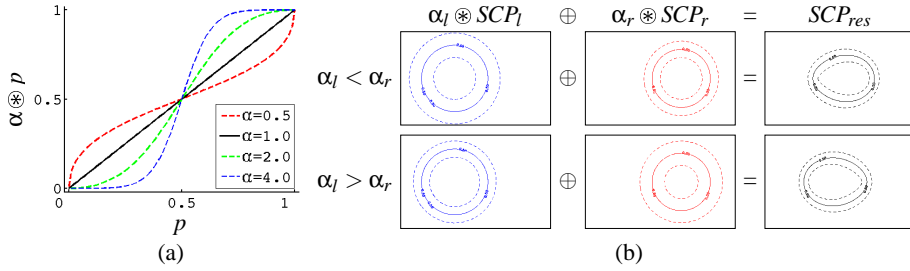 α ⊛ p
1
0.5
0
0
0.5
1
p
α=0.5
α=1.0
α=2.0
α=4.0
(a)
α_l ⊛ SCP_l ⊕ α_r ⊛ SCP_r = SCP_res
α_l < α_r ⊕ =
α_l > α_r ⊕ =
(b)